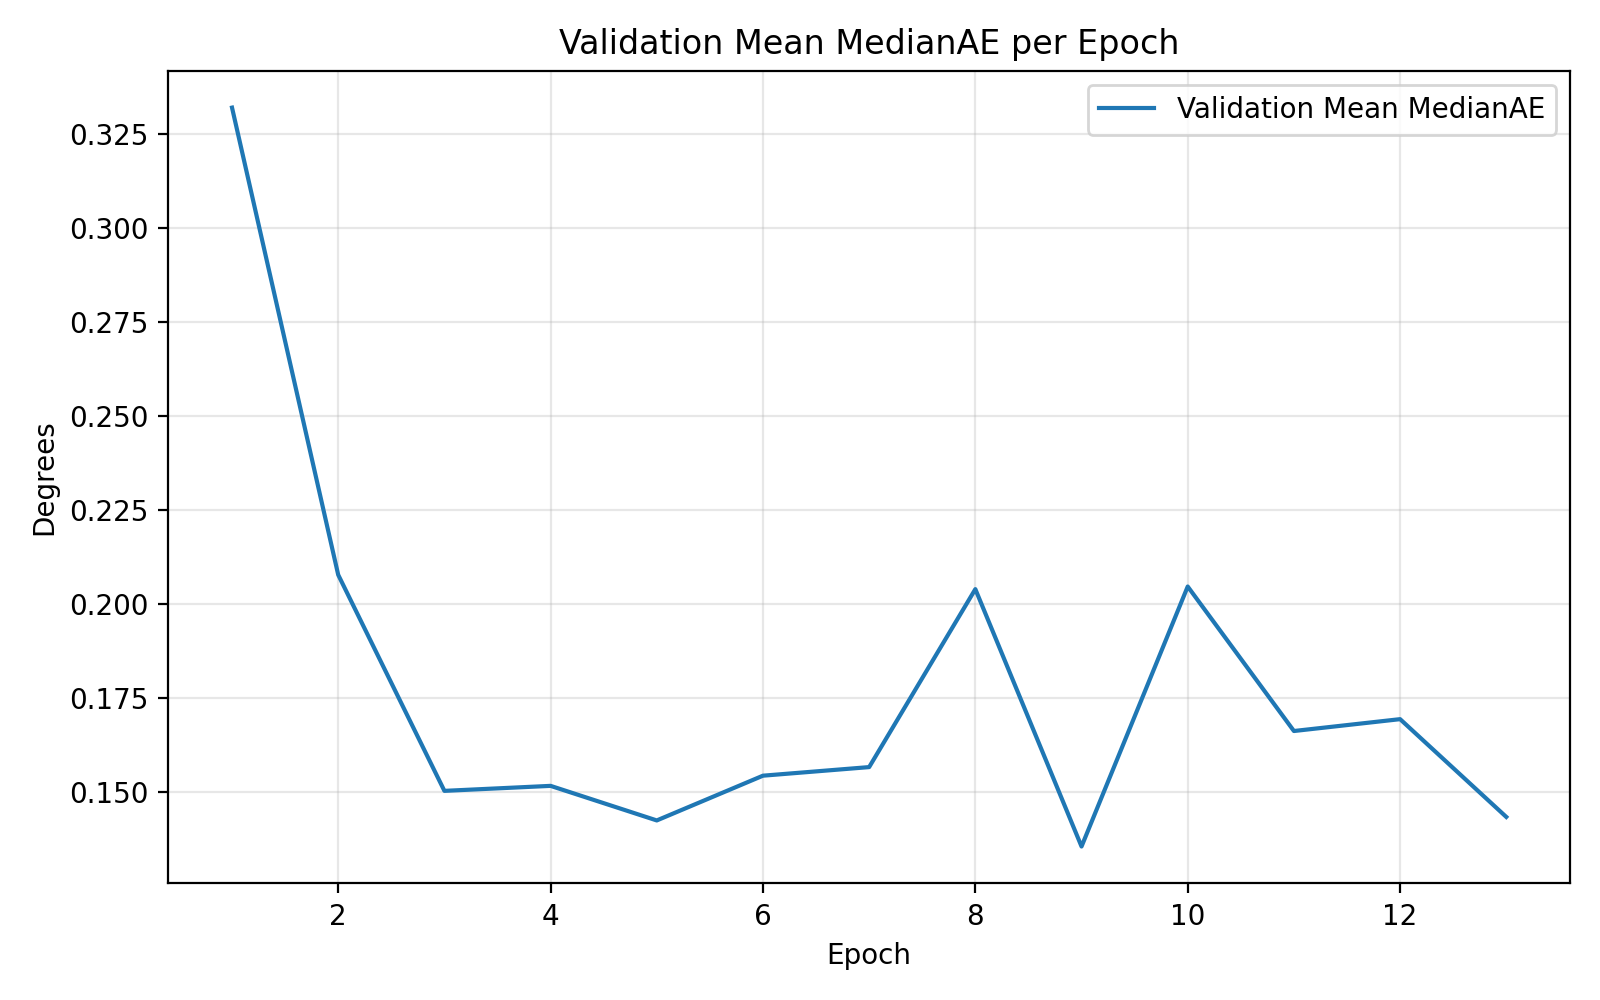 Validation Mean MedianAE per Epoch
Validation Mean MedianAE
0.325
0.300
0.275
0.250
0.225
0.200
0.175
0.150
Degrees
2 4 6 8 10 12
Epoch